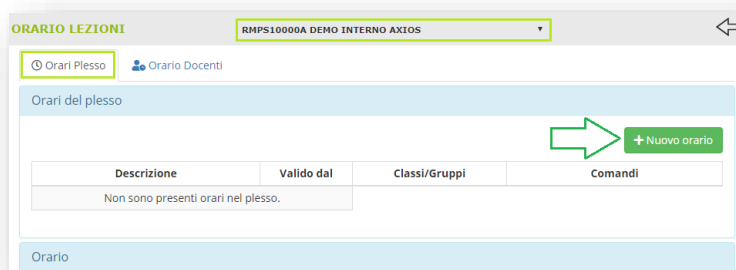 ORARIO LEZIONI
RMPS10000A DEMO INTERNO AXIOS
Orari Plesso
Orario Docenti
Orari del plesso
Nuovo orario
Descrizione Valido dal Classi/Gruppi Comandi
Non sono presenti orari nel plesso.
Orario